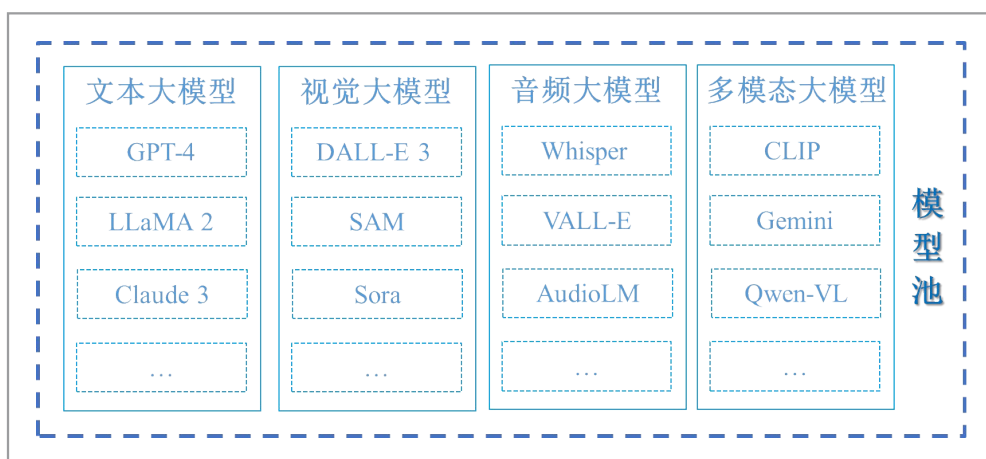 文本大模型
GPT-4
LLaMA 2
Claude 3
…
视觉大模型
DALL-E 3
SAM
Sora
…
音频大模型
Whisper
VALL-E
AudioLM
…
多模态大模型
CLIP
Gemini
Qwen-VL
…
模型池